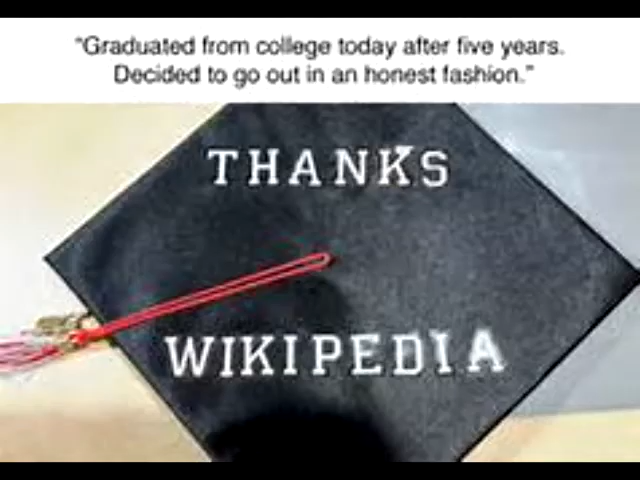 “Graduated from college today after five years.
Decided to go out in an honest fashion.”
THANKS
WIKIPEDIA